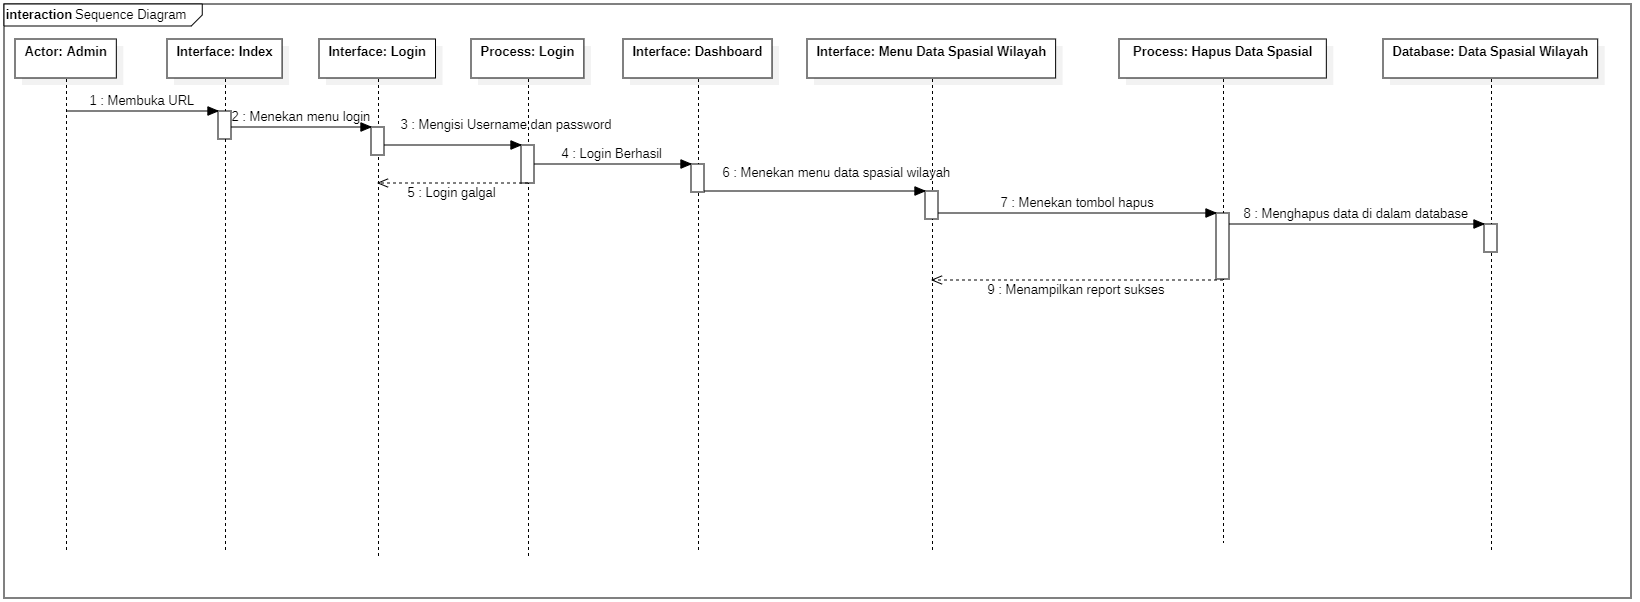 interaction Sequence Diagram
Actor: Admin
Interface: Index
Interface: Login
Process: Login
Interface: Dashboard
Interface: Menu Data Spasial Wilayah
Process: Hapus Data Spasial
Database: Data Spasial Wilayah
1 : Membuka URL
2 : Menekan menu login
3 : Mengisi Username dan password
4 : Login Berhasil
5 : Login galgal
6 : Menekan menu data spasial wilayah
7 : Menekan tombol hapus
8 : Menghapus data di dalam database
9 : Menampilkan report sukses